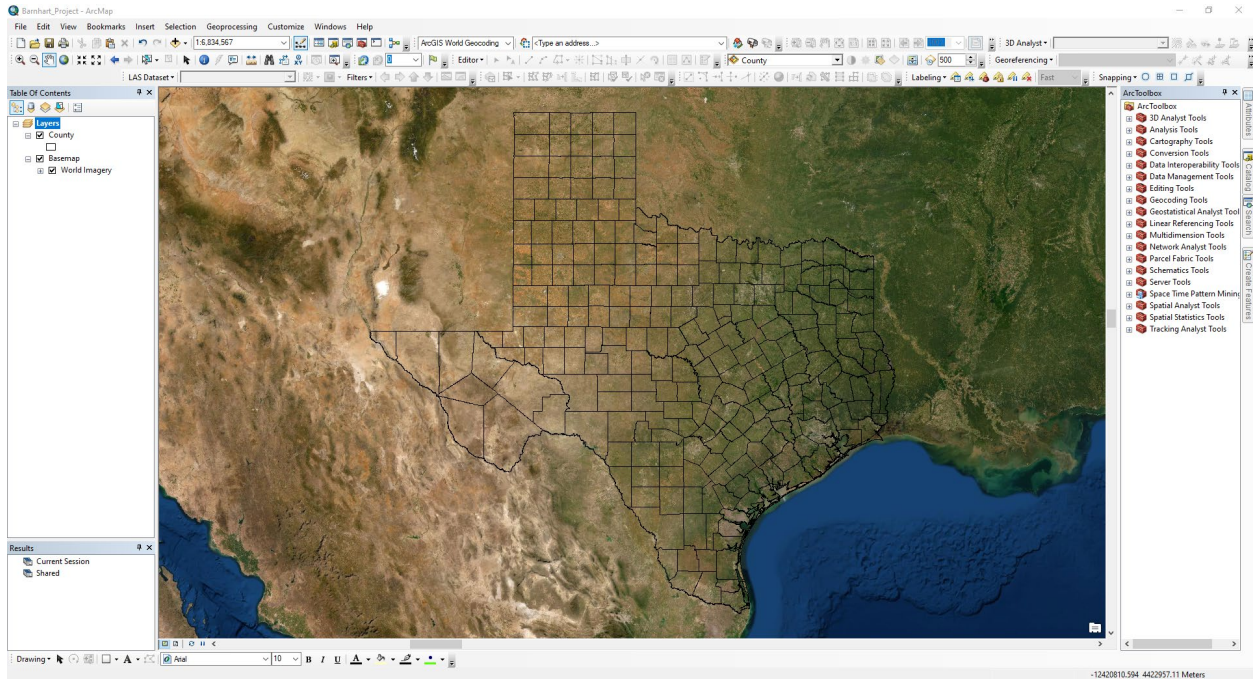 Barnhart_Project - ArcMap
File Edit View Bookmarks Insert Selection Geoprocessing Customize Windows Help
1:6,834,567 ArcGIS World Geocoding <Type an address...> 3D Analyst Georeferencing
Editor County 500
LAS Dataset Filters Labeling Fast Snapping
Table Of Contents
Layers
County
Basemap
World Imagery
Results
Current Session
Shared
ArcToolbox
ArcToolbox
3D Analyst Tools
Analysis Tools
Cartography Tools
Conversion Tools
Data Interoperability Tools
Data Management Tools
Editing Tools
Geocoding Tools
Geostatistical Analyst Tool
Linear Referencing Tools
Multidimension Tools
Network Analyst Tools
Parcel Fabric Tools
Schematics Tools
Server Tools
Space Time Pattern Mining
Spatial Analyst Tools
Spatial Statistics Tools
Tracking Analyst Tools
Attributes
Catalog
Search
Create Features
Drawing A Arial 10 B I U A
-12420810.594 4422957.11 Meters